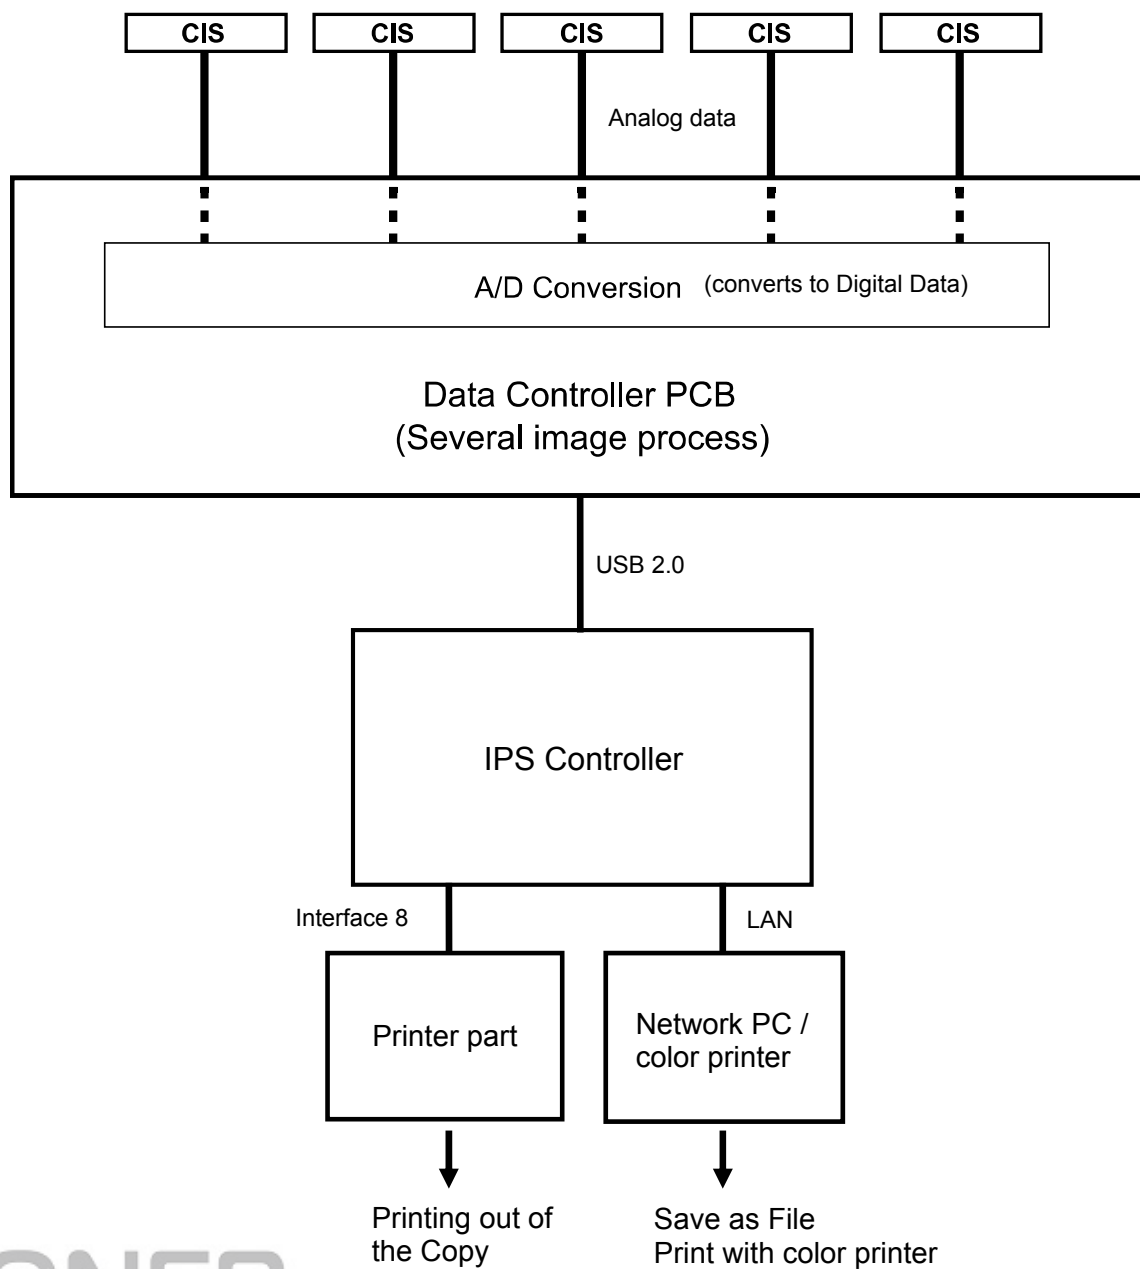 CIS CIS CIS CIS CIS
Analog data
A/D Conversion (converts to Digital Data)
Data Controller PCB
(Several image process)
USB 2.0
IPS Controller
Interface 8
LAN
Printer part
Network PC /
color printer
Printing out of
the Copy
Save as File
Print with color printer